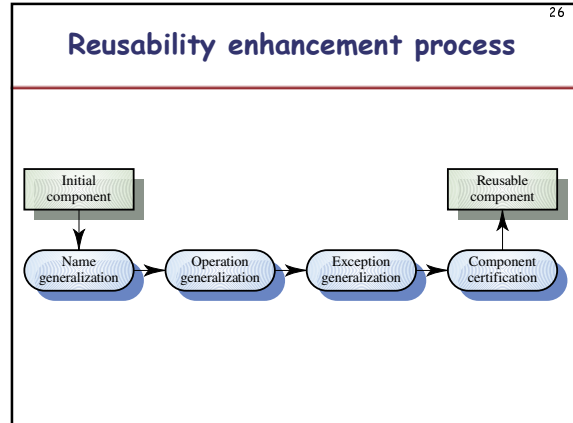 26
Reusability enhancement process
Initial
component
Reusable
component
Name
generalization
Operation
generalization
Exception
generalization
Component
certification